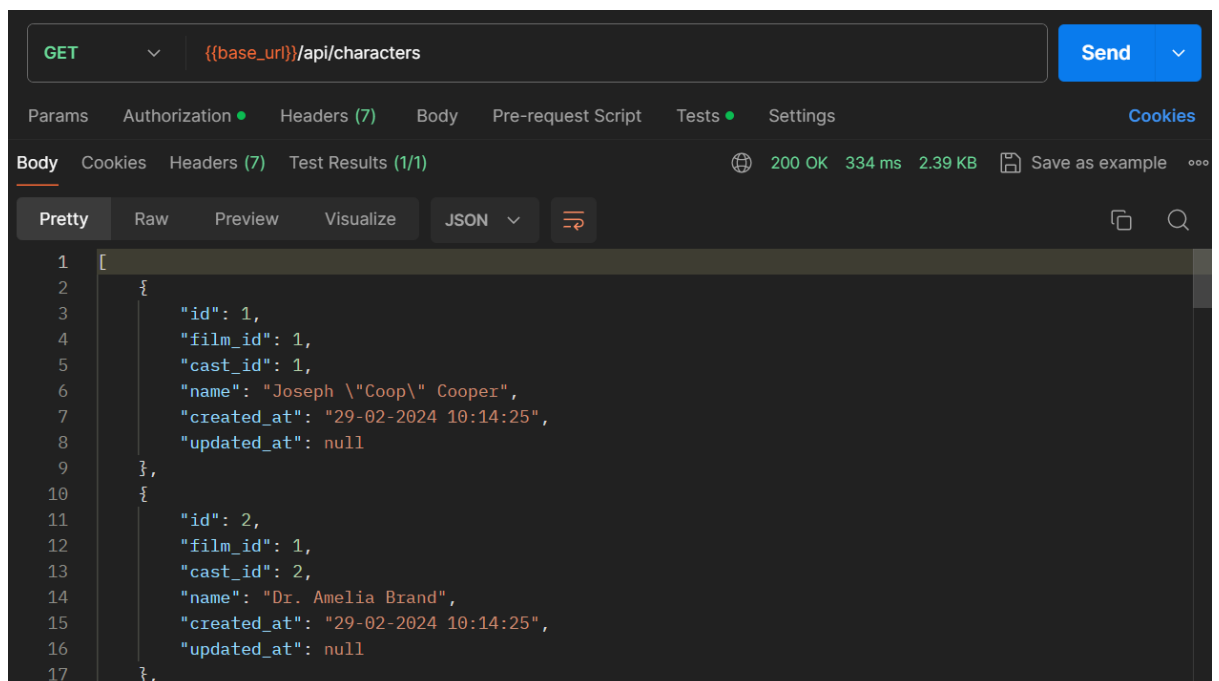 GET {{base_url}}/api/characters Send
Params Authorization Headers (7) Body Pre-request Script Tests Settings Cookies
Body Cookies Headers (7) Test Results (1/1) 200 OK 334 ms 2.39 KB Save as example
Pretty Raw Preview Visualize JSON
1 [
2 {
3 "id": 1,
4 "film_id": 1,
5 "cast_id": 1,
6 "name": "Joseph \"Coop\" Cooper",
7 "created_at": "29-02-2024 10:14:25",
8 "updated_at": null
9 },
10 {
11 "id": 2,
12 "film_id": 1,
13 "cast_id": 2,
14 "name": "Dr. Amelia Brand",
15 "created_at": "29-02-2024 10:14:25",
16 "updated_at": null
17 },